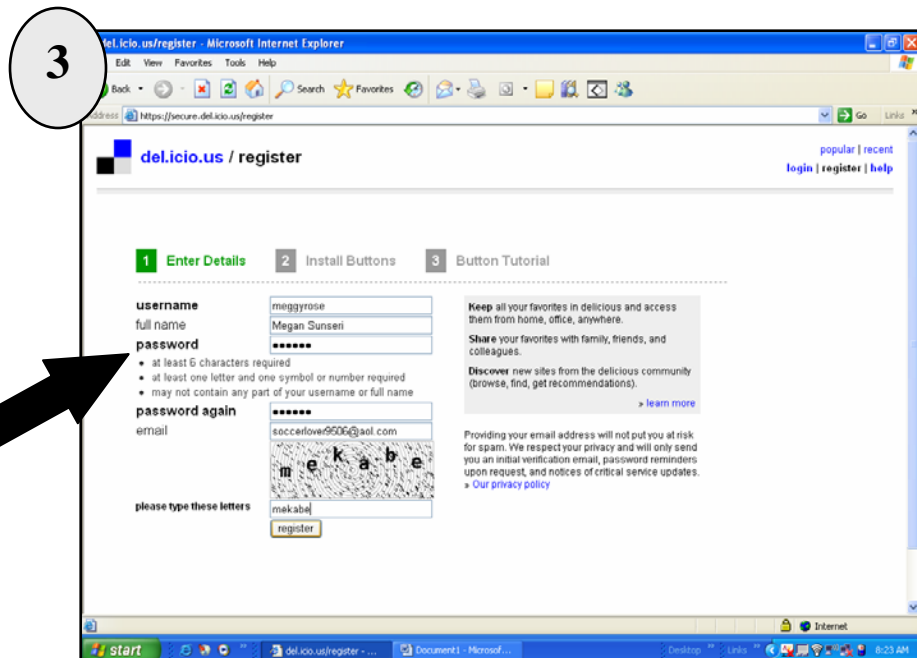 3
del.icio.us/register - Microsoft Internet Explorer
Edit View Favorites Tools Help
Back Search Favorites
Address https://secure.del.icio.us/register Go Links »
del.icio.us / register
popular | recent
login | register | help
1 Enter Details 2 Install Buttons 3 Button Tutorial
username meggyrose
full name Megan Sunseri
password ••••••
• at least 6 characters required
• at least one letter and one symbol or number required
• may not contain any part of your username or full name
password again ••••••
email soccerlover9506@aol.com
mekabe
please type these letters mekabe
register
Keep all your favorites in delicious and access
them from home, office, anywhere.
Share your favorites with family, friends, and
colleagues.
Discover new sites from the delicious community
(browse, find, get recommendations).
» learn more
Providing your email address will not put you at risk
for spam. We respect your privacy and will only send
you an initial verification email, password reminders
upon request, and notices of critical service updates.
» Our privacy policy
Internet
start del.icio.us/register - ... Document1 - Microsof... Desktop » Links » 8:23 AM